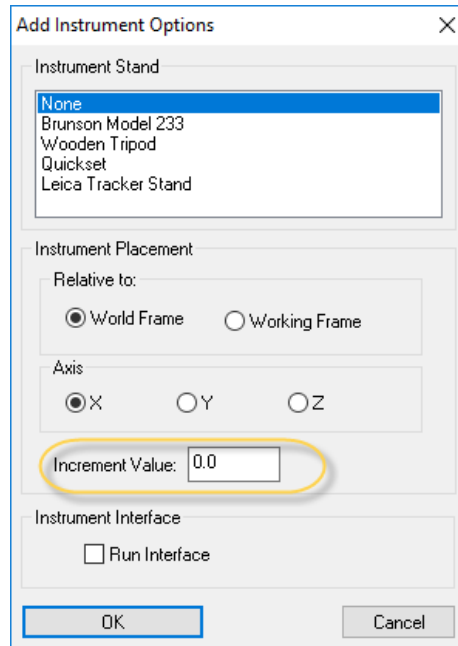 Add Instrument Options
Instrument Stand
None
Brunson Model 233
Wooden Tripod
Quickset
Leica Tracker Stand
Instrument Placement
Relative to:
World Frame Working Frame
Axis
X Y Z
Increment Value: 0.0
Instrument Interface
Run Interface
OK Cancel